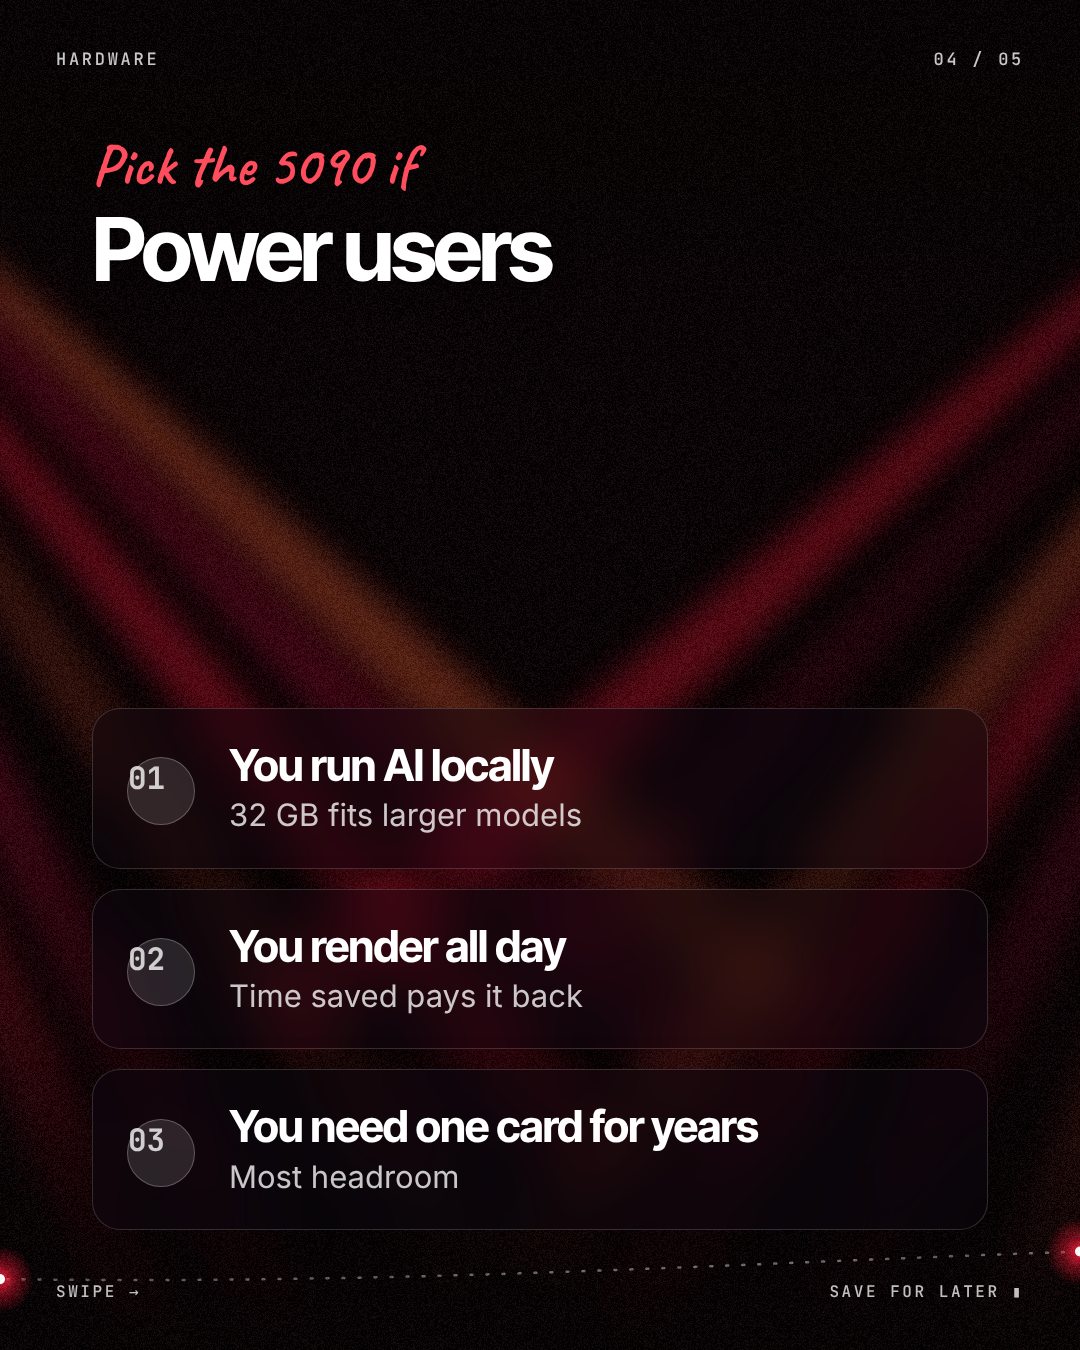 HARDWARE
04 / 05
Pick the 5090 if
Power users
01
You run AI locally
32 GB fits larger models
02
You render all day
Time saved pays it back
03
You need one card for years
Most headroom
SWIPE →
SAVE FOR LATER ▮